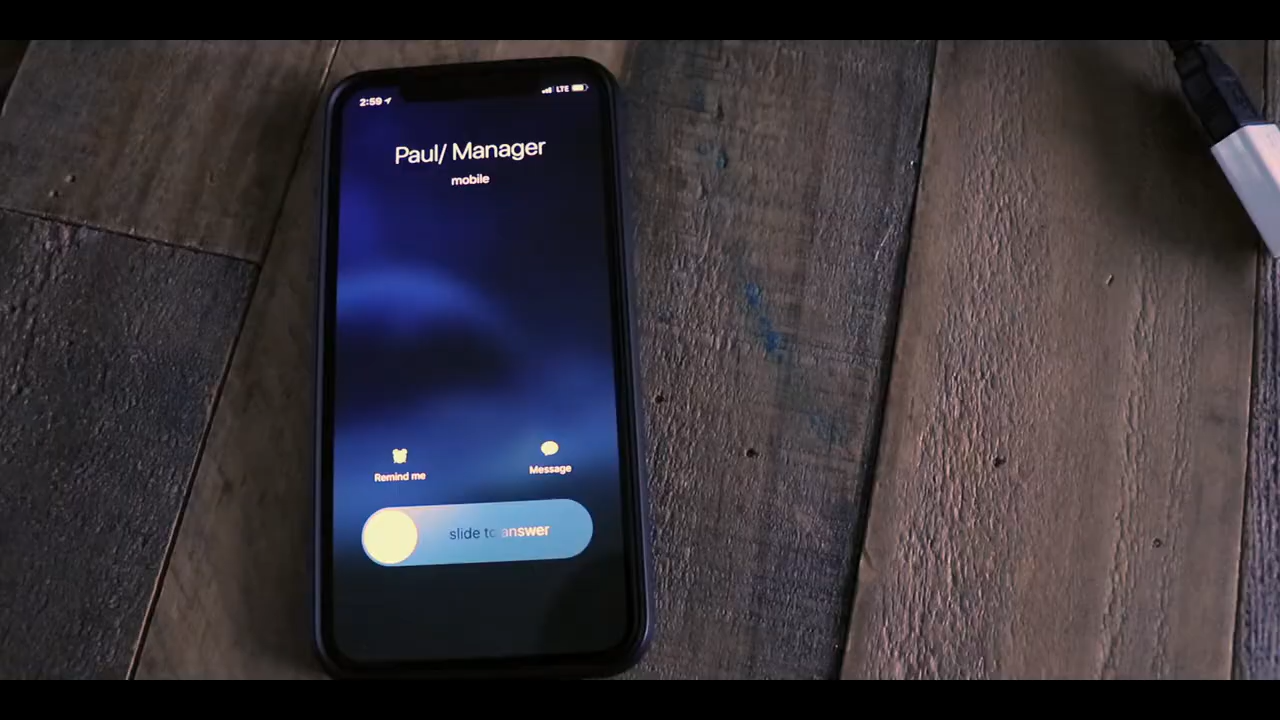 2:59
LTE
Paul/ Manager
mobile
Remind me
Message
slide to answer